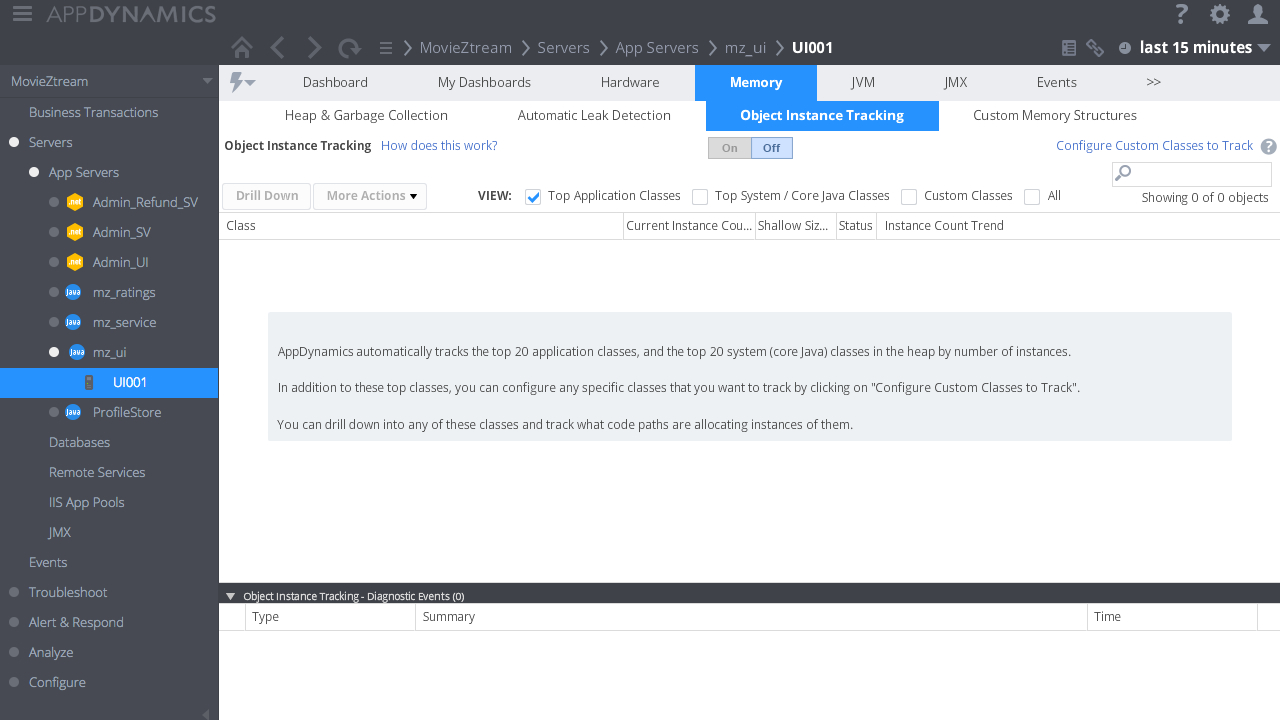 APPDYNAMICS
MovieZtream Servers App Servers mz_ui UI001 last 15 minutes
MovieZtream
Business Transactions
Servers
App Servers
.net Admin_Refund_SV
.net Admin_SV
.net Admin_UI
Java mz_ratings
Java mz_service
Java mz_ui
UI001
Java ProfileStore
Databases
Remote Services
IIS App Pools
JMX
Events
Troubleshoot
Alert & Respond
Analyze
Configure
Dashboard My Dashboards Hardware Memory JVM JMX Events >>
Heap & Garbage Collection Automatic Leak Detection Object Instance Tracking Custom Memory Structures
Object Instance Tracking How does this work? On Off Configure Custom Classes to Track ?
Drill Down More Actions VIEW: Top Application Classes Top System / Core Java Classes Custom Classes All
Showing 0 of 0 objects
Class Current Instance Cou... Shallow Siz... Status Instance Count Trend
AppDynamics automatically tracks the top 20 application classes, and the top 20 system (core Java) classes in the heap by number of instances.
In addition to these top classes, you can configure any specific classes that you want to track by clicking on "Configure Custom Classes to Track".
You can drill down into any of these classes and track what code paths are allocating instances of them.
Object Instance Tracking - Diagnostic Events (0)
Type Summary Time